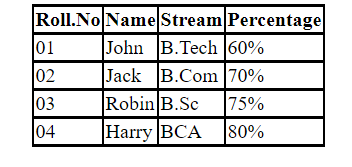 Roll.No Name Stream Percentage
01 John B.Tech 60%
02 Jack B.Com 70%
03 Robin B.Sc 75%
04 Harry BCA 80%